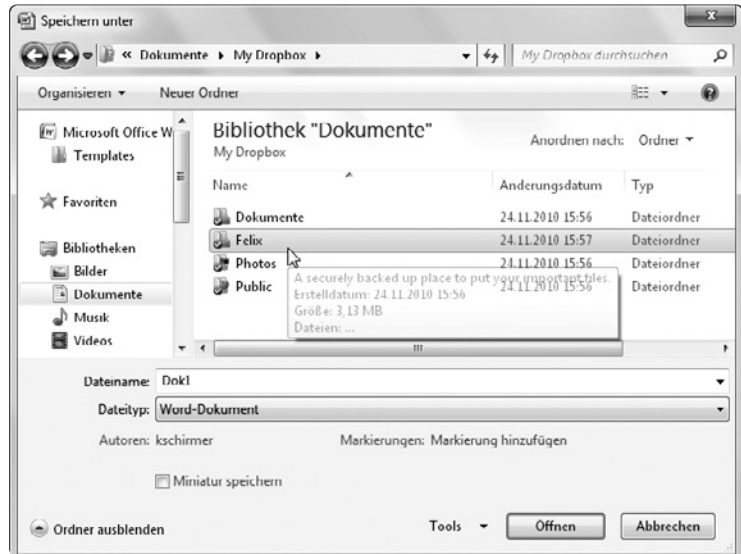 Speichern unter
« Dokumente ▸ My Dropbox ▸
My Dropbox durchsuchen
Organisieren ▾ Neuer Ordner
Microsoft Office W
Templates
Favoriten
Bibliotheken
Bilder
Dokumente
Musik
Videos
Bibliothek "Dokumente"
My Dropbox
Anordnen nach: Ordner ▾
Name Änderungsdatum Typ
Dokumente 24.11.2010 15:56 Dateiordner
Felix 24.11.2010 15:57 Dateiordner
Photos 24.11.2010 15:56 Dateiordner
Public 24.11.2010 15:56 Dateiordner
A securely backed up place to put your important files.
Erstelldatum: 24.11.2010 15:56
Größe: 3,13 MB
Dateien: ...
Dateiname: Dok1
Dateityp: Word-Dokument
Autoren: kschirmer Markierungen: Markierung hinzufügen
Miniatur speichern
Ordner ausblenden Tools ▾ Öffnen Abbrechen